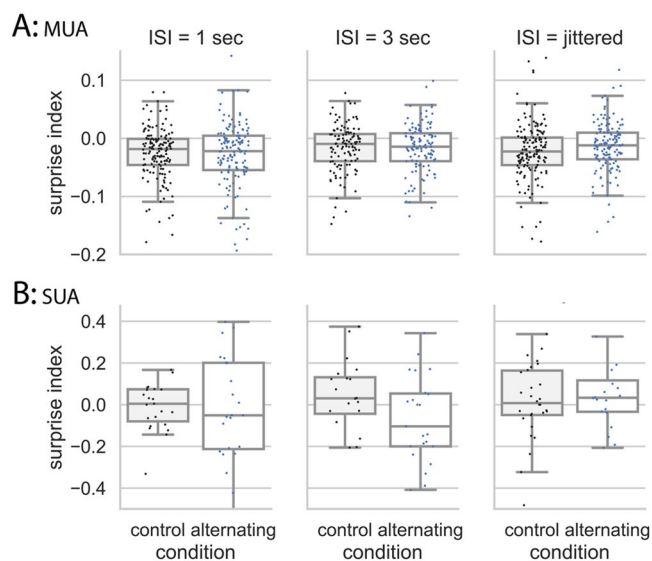 A: MUA
ISI = 1 sec ISI = 3 sec ISI = jittered
surprise index
0.1
0.0
−0.1
−0.2
B: SUA
surprise index
0.4
0.2
0.0
−0.2
−0.4
control alternating control alternating control alternating
condition condition condition